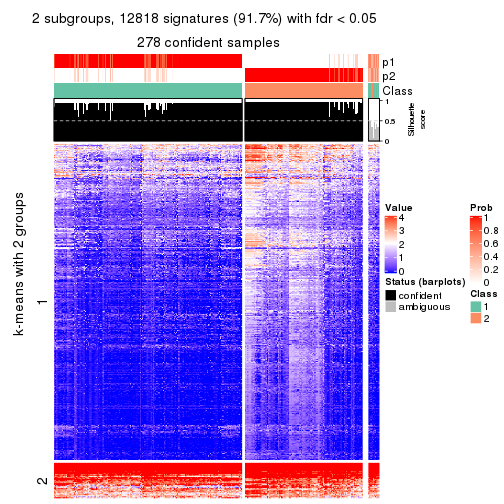 2 subgroups, 12818 signatures (91.7%) with fdr < 0.05
278 confident samples
p1
p2
Class
1
0.5
0
Silhouette
score
k-means with 2 groups
1
2
Value
4
3
2
1
0
Status (barplots)
confident
ambiguous
Prob
1
0.8
0.6
0.4
0.2
0
Class
1
2